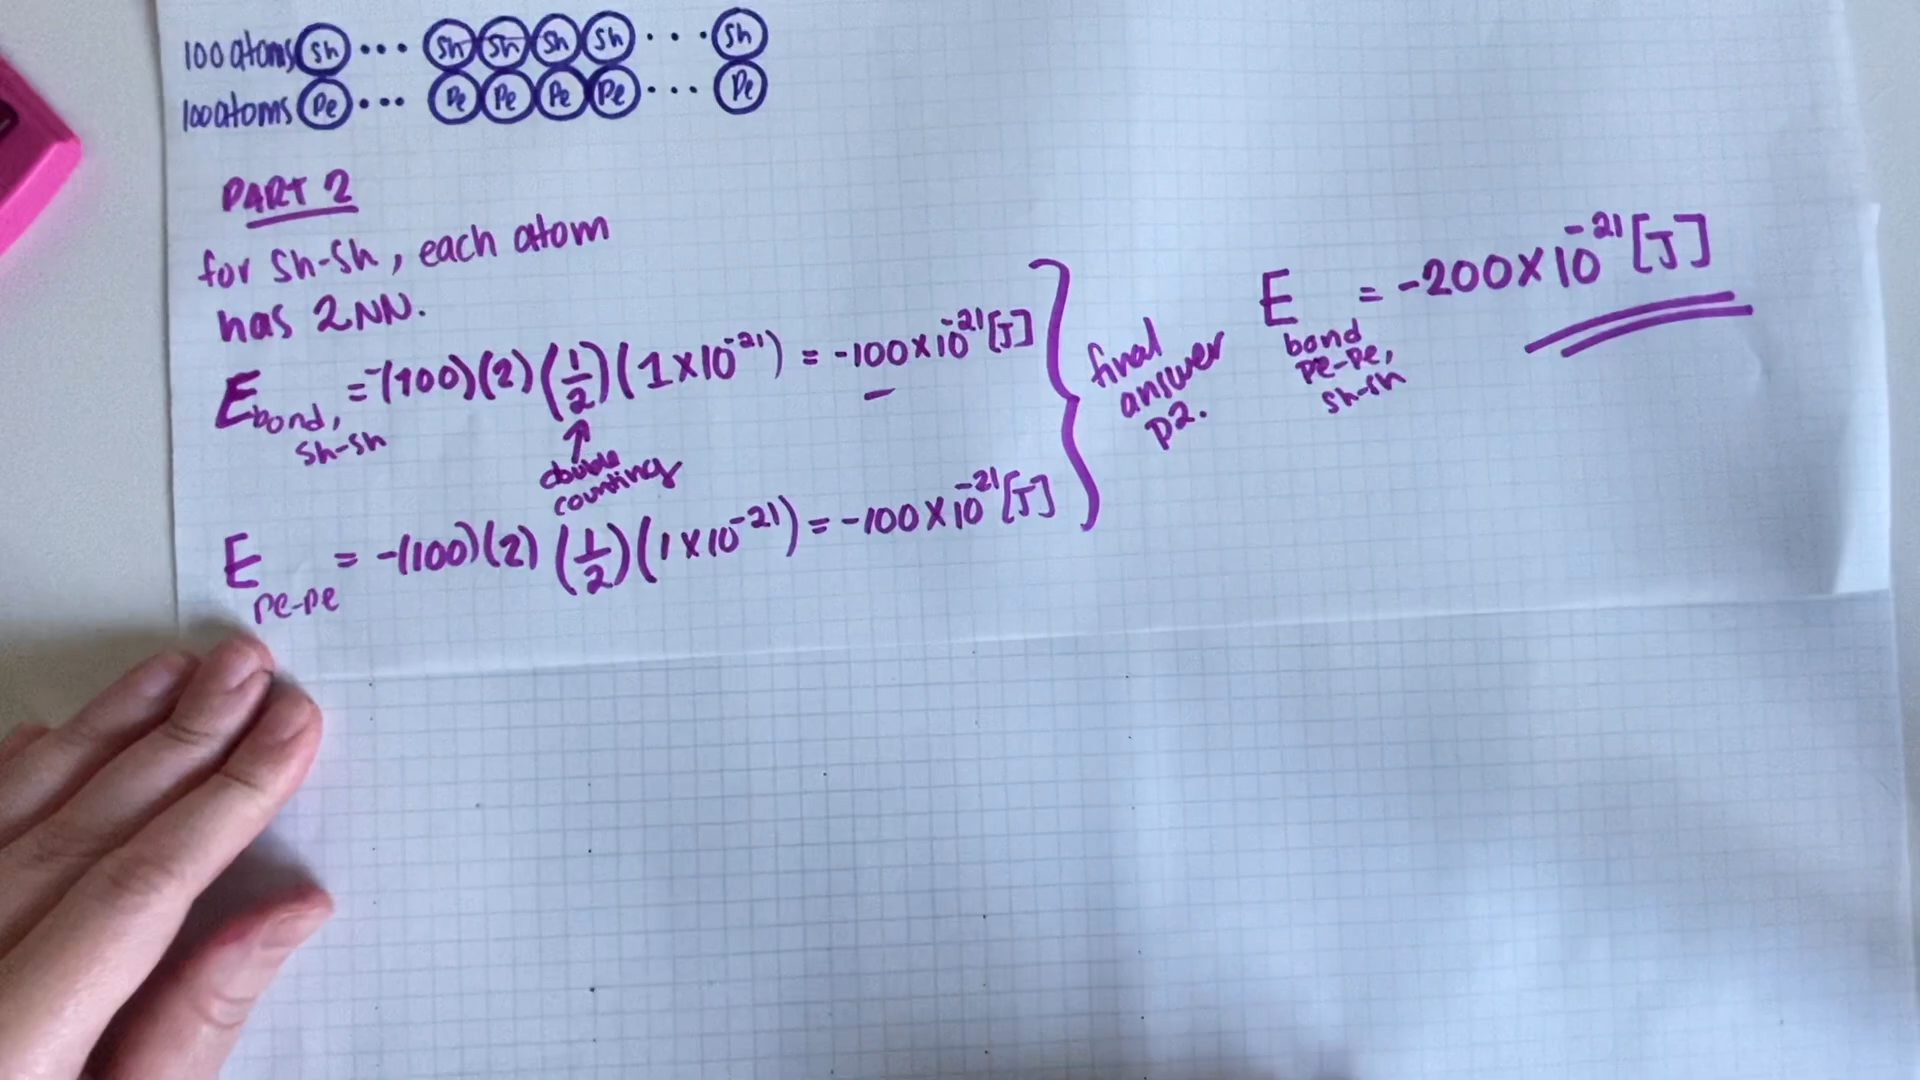 100 atoms Sh ••• Sh Sh Sh Sh ••• Sh
100 atoms Pe ••• Pe Pe Pe Pe ••• Pe
PART 2
for Sh-Sh, each atom
has 2NN.
E bond, Sh-Sh = -(100)(2)(1/2)(1×10^-21) = -100×10^-21 [J]
↑
double
counting
E pe-pe = -(100)(2)(1/2)(1×10^-21) = -100×10^-21 [J]
final
answer
p2.
E bond pe-pe, Sh-Sh = -200×10^-21 [J]